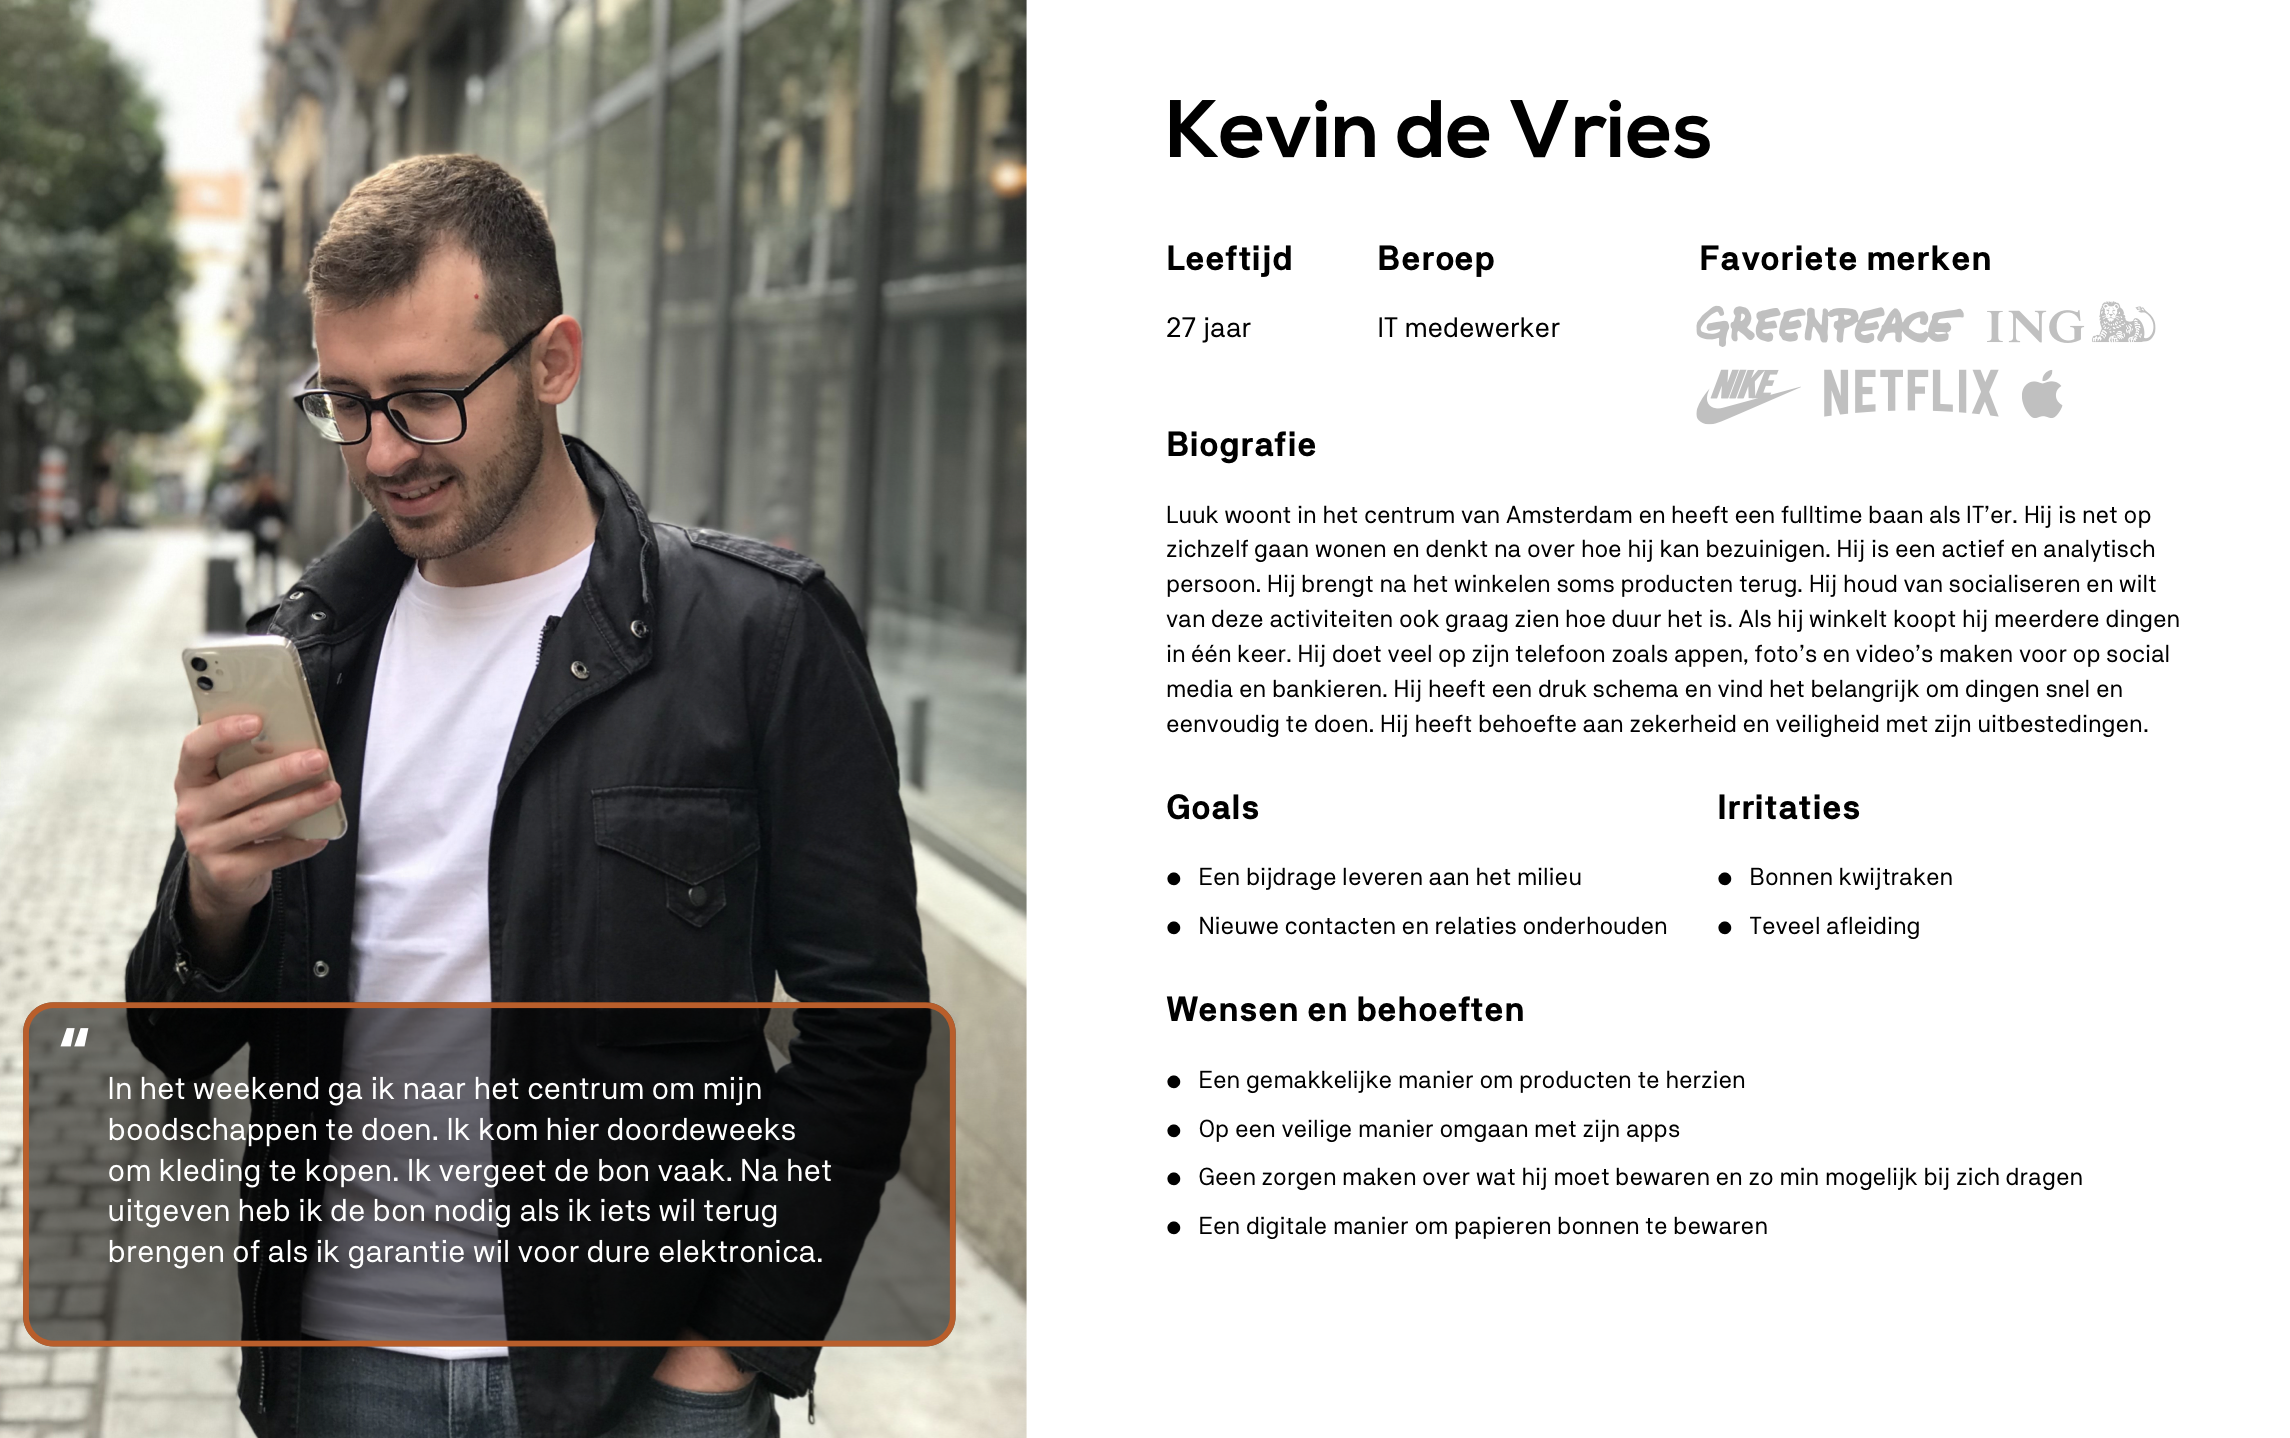 Kevin de Vries
Leeftijd
27 jaar
Beroep
IT medewerker
Favoriete merken
GREENPEACE ING
NIKE NETFLIX
Biografie
Luuk woont in het centrum van Amsterdam en heeft een fulltime baan als IT’er. Hij is net op
zichzelf gaan wonen en denkt na over hoe hij kan bezuinigen. Hij is een actief en analytisch
persoon. Hij brengt na het winkelen soms producten terug. Hij houd van socialiseren en wilt
van deze activiteiten ook graag zien hoe duur het is. Als hij winkelt koopt hij meerdere dingen
in één keer. Hij doet veel op zijn telefoon zoals appen, foto’s en video’s maken voor op social
media en bankieren. Hij heeft een druk schema en vind het belangrijk om dingen snel en
eenvoudig te doen. Hij heeft behoefte aan zekerheid en veiligheid met zijn uitbestedingen.
Goals
● Een bijdrage leveren aan het milieu
● Nieuwe contacten en relaties onderhouden
Irritaties
● Bonnen kwijtraken
● Teveel afleiding
Wensen en behoeften
● Een gemakkelijke manier om producten te herzien
● Op een veilige manier omgaan met zijn apps
● Geen zorgen maken over wat hij moet bewaren en zo min mogelijk bij zich dragen
● Een digitale manier om papieren bonnen te bewaren
“
In het weekend ga ik naar het centrum om mijn
boodschappen te doen. Ik kom hier doordeweeks
om kleding te kopen. Ik vergeet de bon vaak. Na het
uitgeven heb ik de bon nodig als ik iets wil terug
brengen of als ik garantie wil voor dure elektronica.